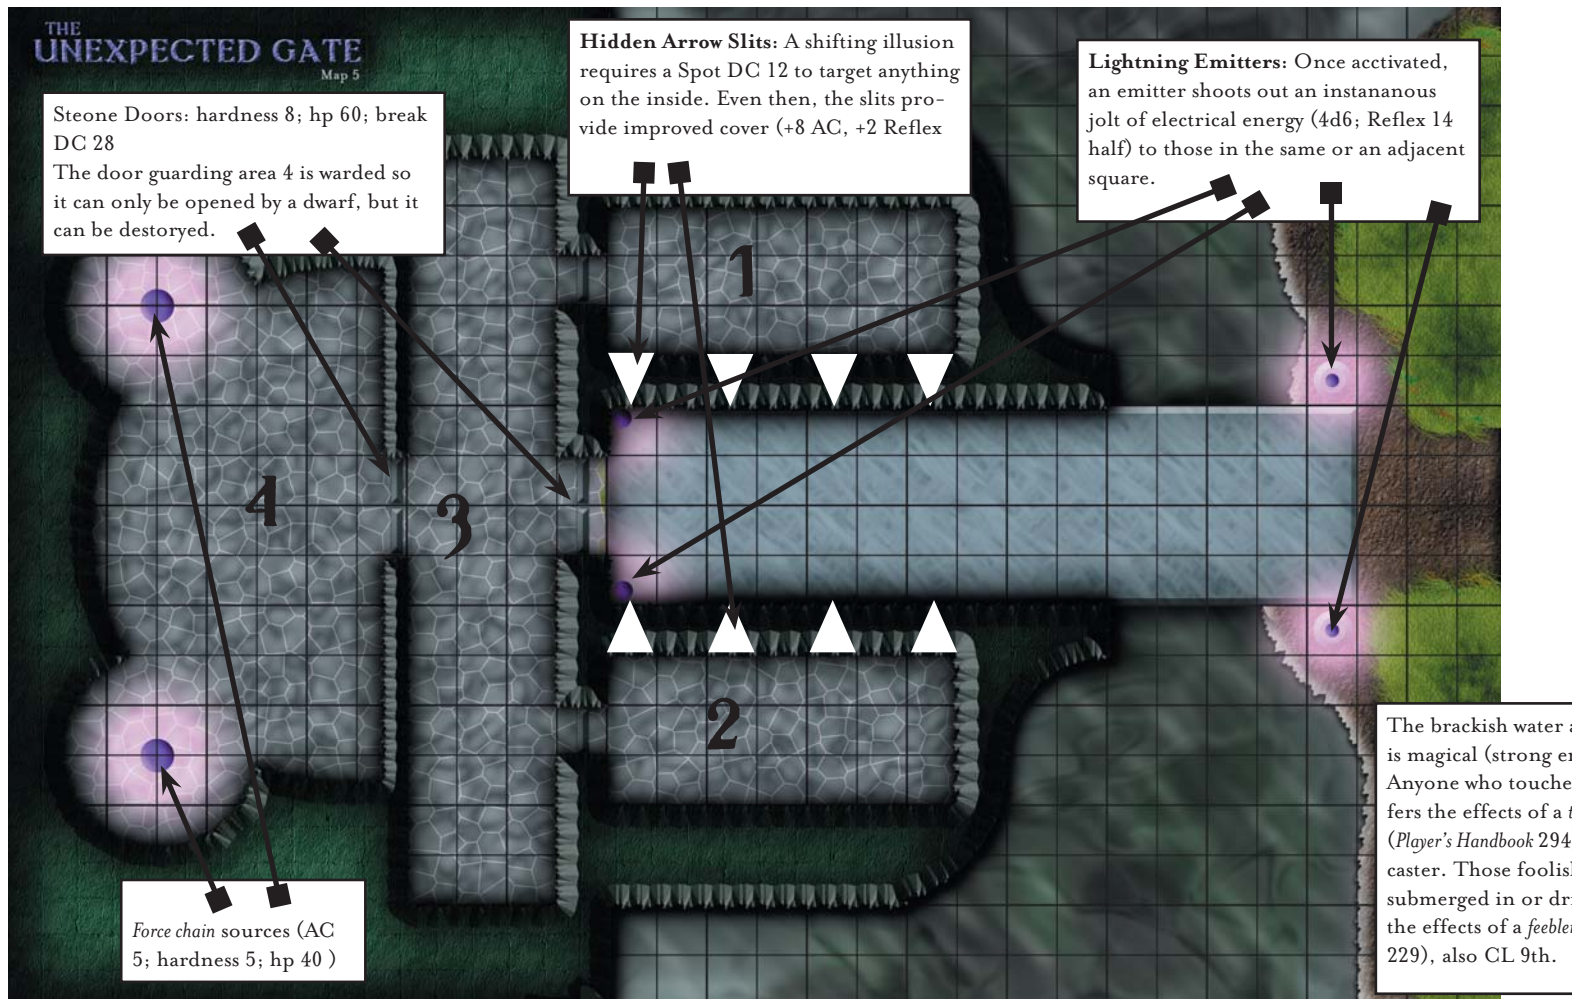 THE
UNEXPECTED GATE
Map 5
Hidden Arrow Slits: A shifting illusion
requires a Spot DC 12 to target anything
on the inside. Even then, the slits pro-
vide improved cover (+8 AC, +2 Reflex
Lightning Emitters: Once acctivated,
an emitter shoots out an instananous
jolt of electrical energy (4d6; Reflex 14
half) to those in the same or an adjacent
square.
Steone Doors: hardness 8; hp 60; break
DC 28
The door guarding area 4 is warded so
it can only be opened by a dwarf, but it
can be destoryed.
1
4
3
2
The brackish water
is magical (strong
Anyone who
fers the effects of a
(Player's Handbook 294
caster. Those
submerged in or
the effects of a
229), also CL 9th.
Force chain sources (AC
5; hardness 5; hp 40 )